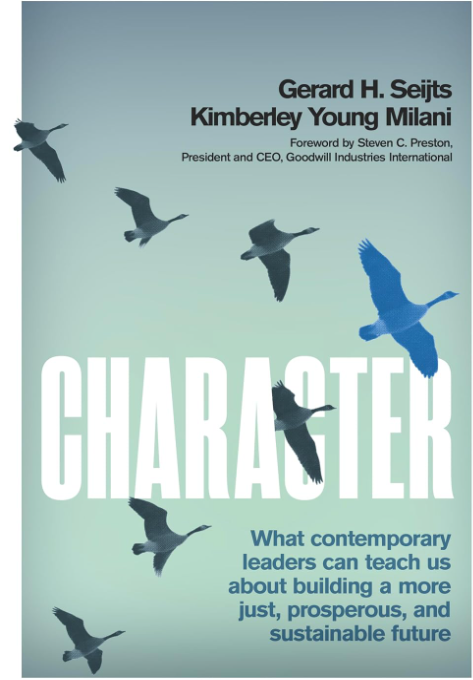 Gerard H. Seijts
Kimberley Young Milani
Foreword by Steven C. Preston,
President and CEO, Goodwill Industries International
CHARACTER
What contemporary
leaders can teach us
about building a more
just, prosperous, and
sustainable future